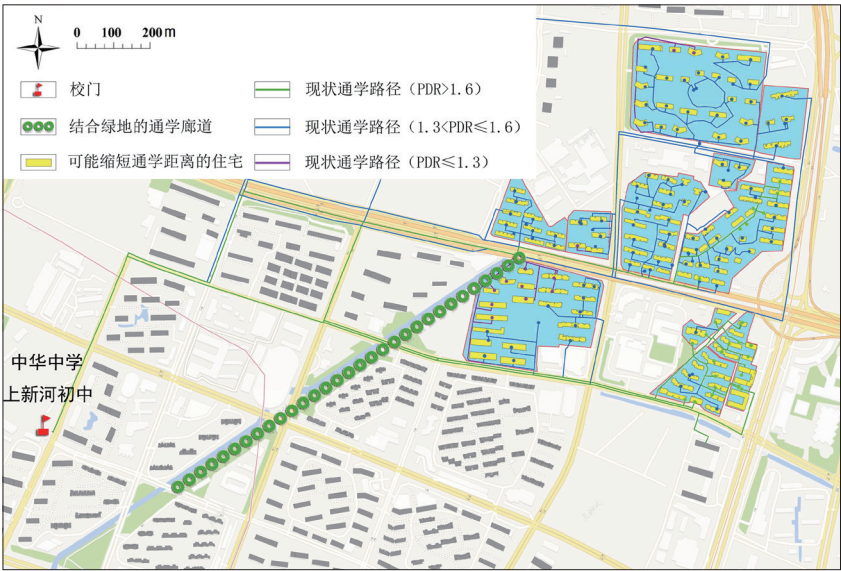 N
0 100 200 m
校门
现状通学路径（PDR>1.6）
结合绿地的通学廊道
现状通学路径（1.3<PDR≤1.6）
可能缩短通学距离的住宅
现状通学路径（PDR≤1.3）
中华中学
上新河初中